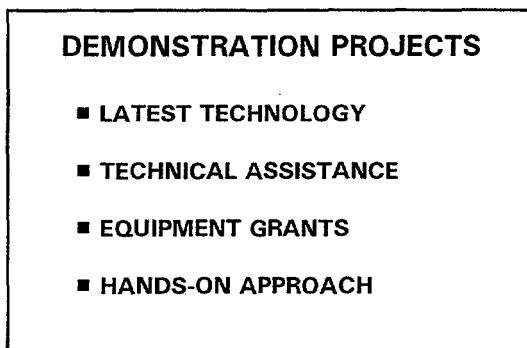 DEMONSTRATION PROJECTS
■ LATEST TECHNOLOGY
■ TECHNICAL ASSISTANCE
■ EQUIPMENT GRANTS
■ HANDS-ON APPROACH